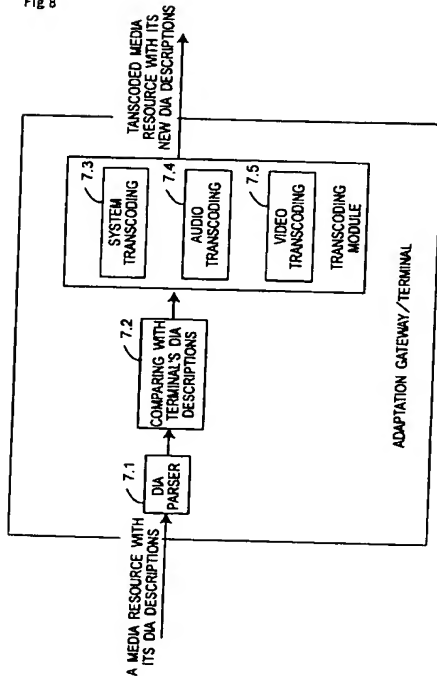 Fig 8
A MEDIA RESOURCE WITH
ITS DIA DESCRIPTIONS
7.1
DIA
PARSER
7.2
COMPARING WITH
TERMINAL'S DIA
DESCRIPTIONS
7.3
SYSTEM
TRANSCODING
7.4
AUDIO
TRANSCODING
7.5
VIDEO
TRANSCODING
TRANSCODING
MODULE
TANSCODED MEDIA
RESOURCE WITH ITS
NEW DIA DESCRIPTIONS
ADAPTATION GATEWAY/TERMINAL